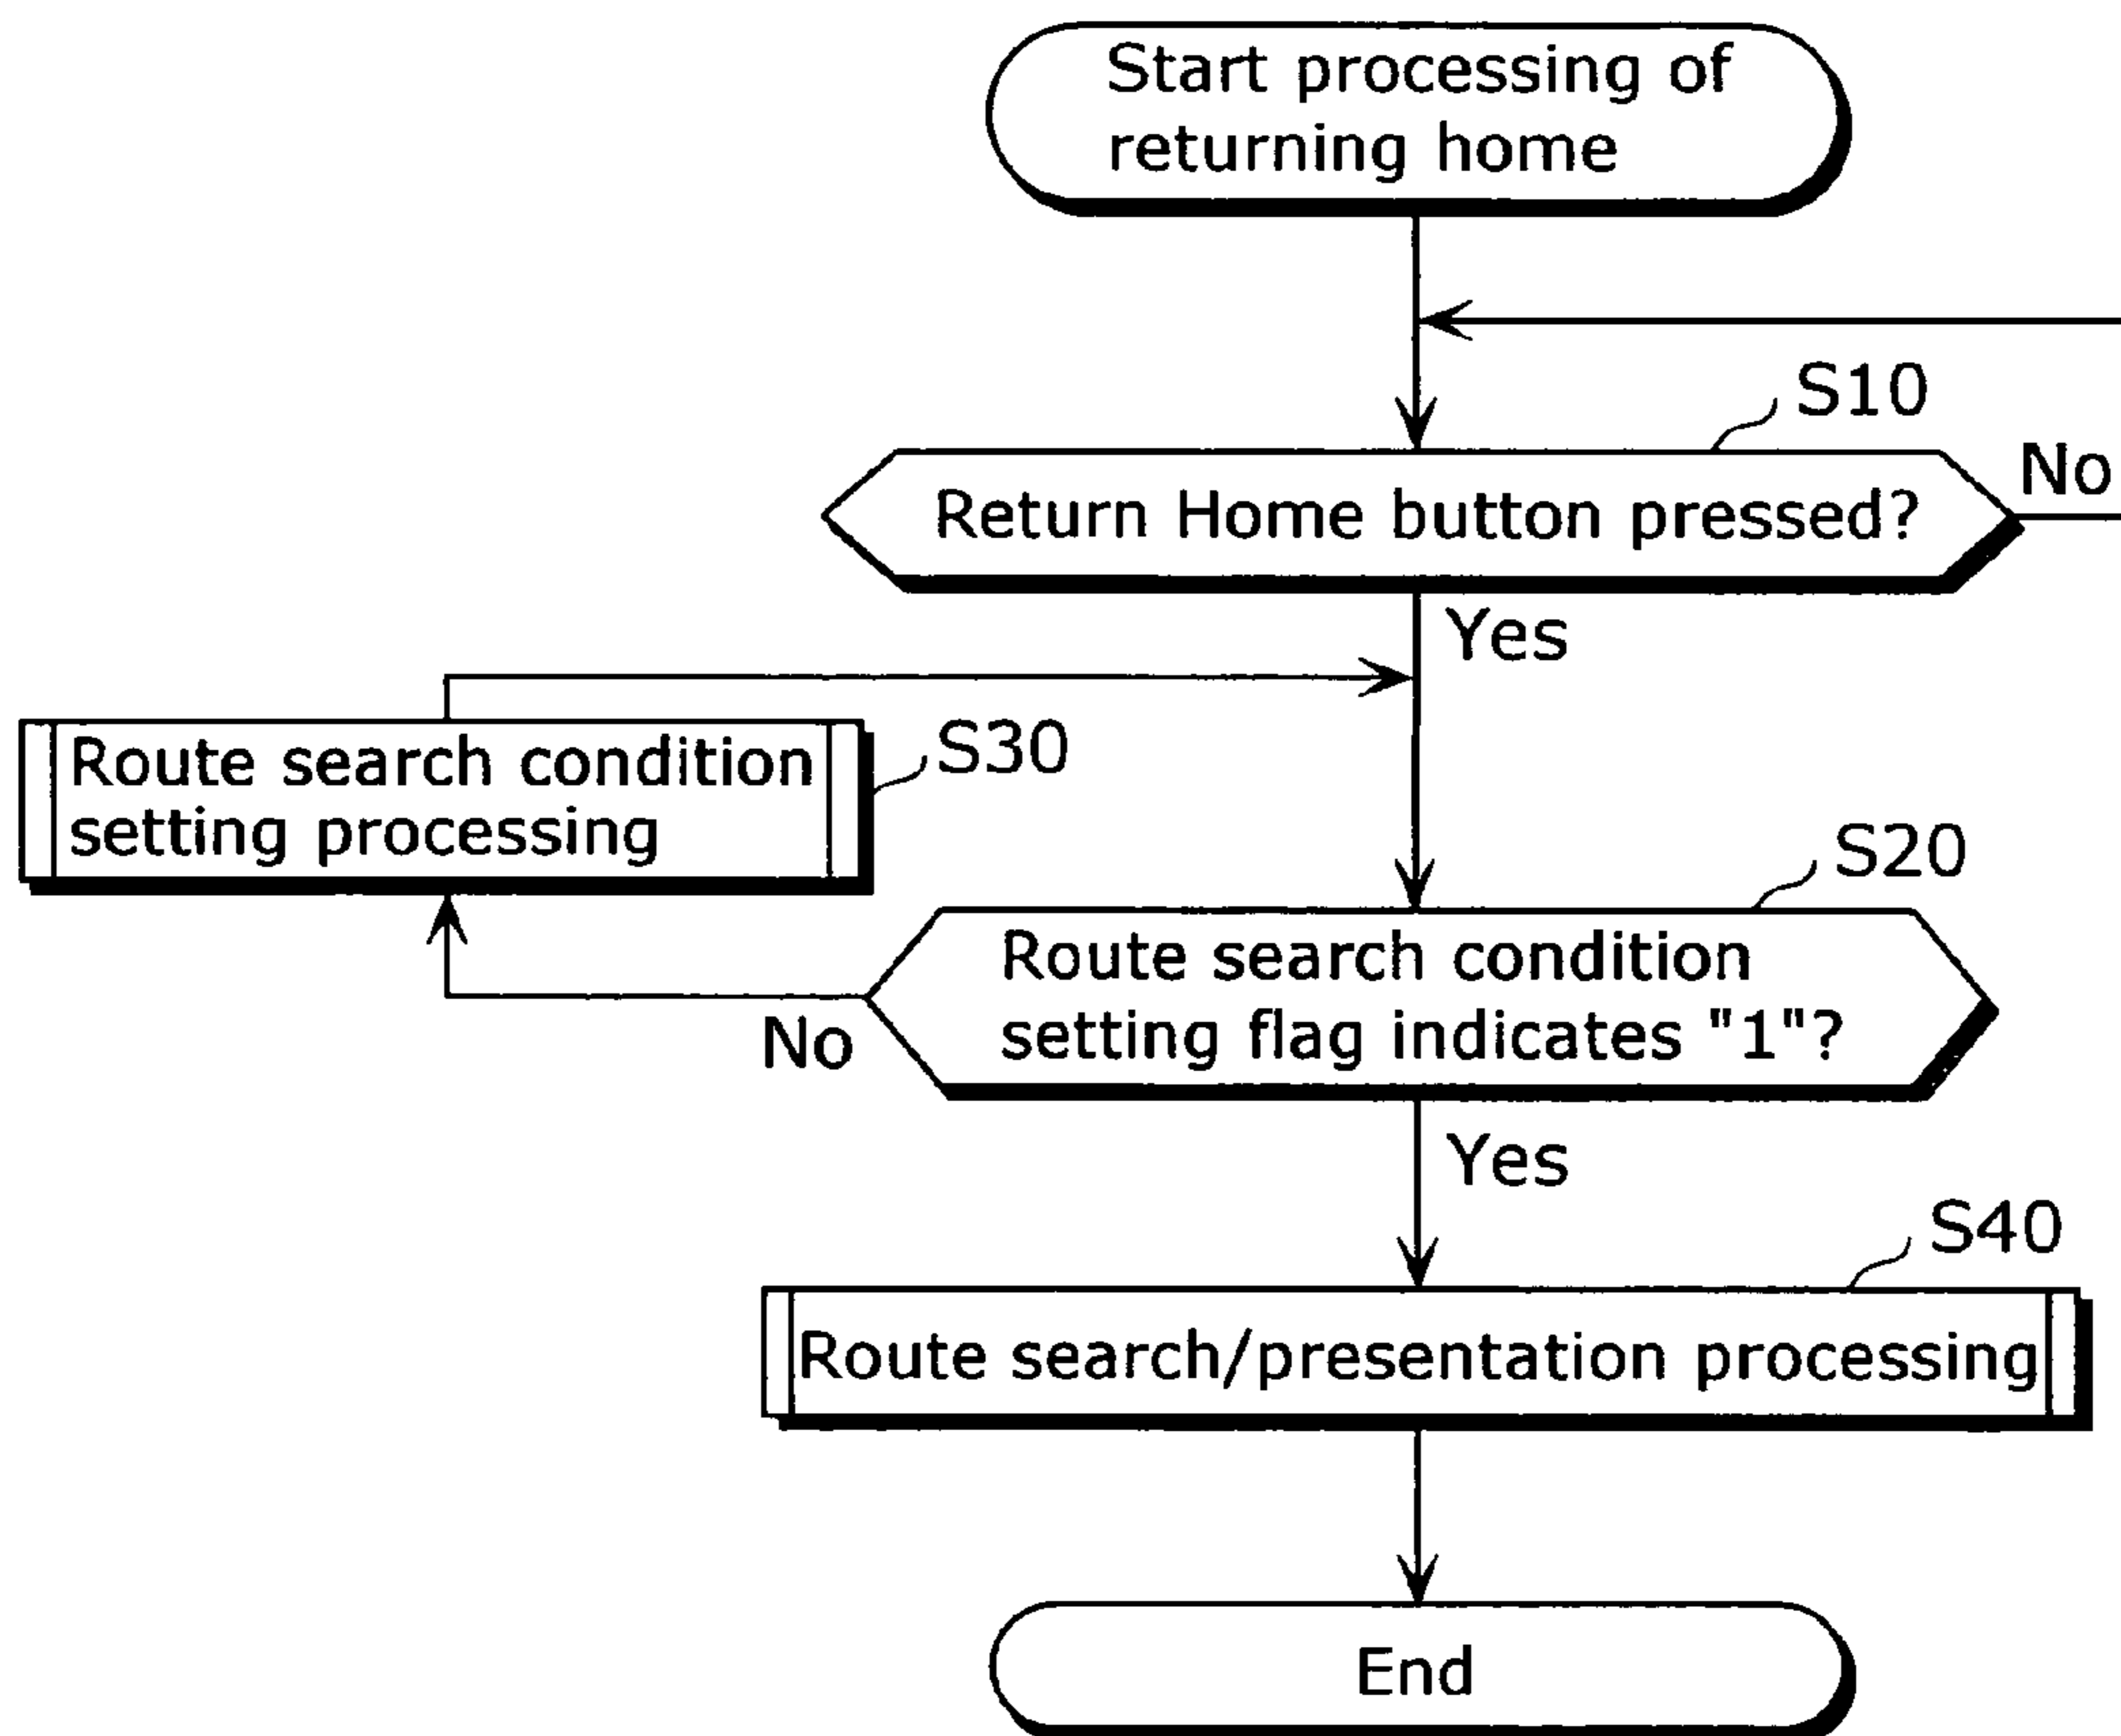 Start processing of
returning home
S10
Return Home button pressed?
No
Yes
Route search condition
setting processing
S30
S20
Route search condition
setting flag indicates "1"?
No
Yes
S40
Route search/presentation processing
End